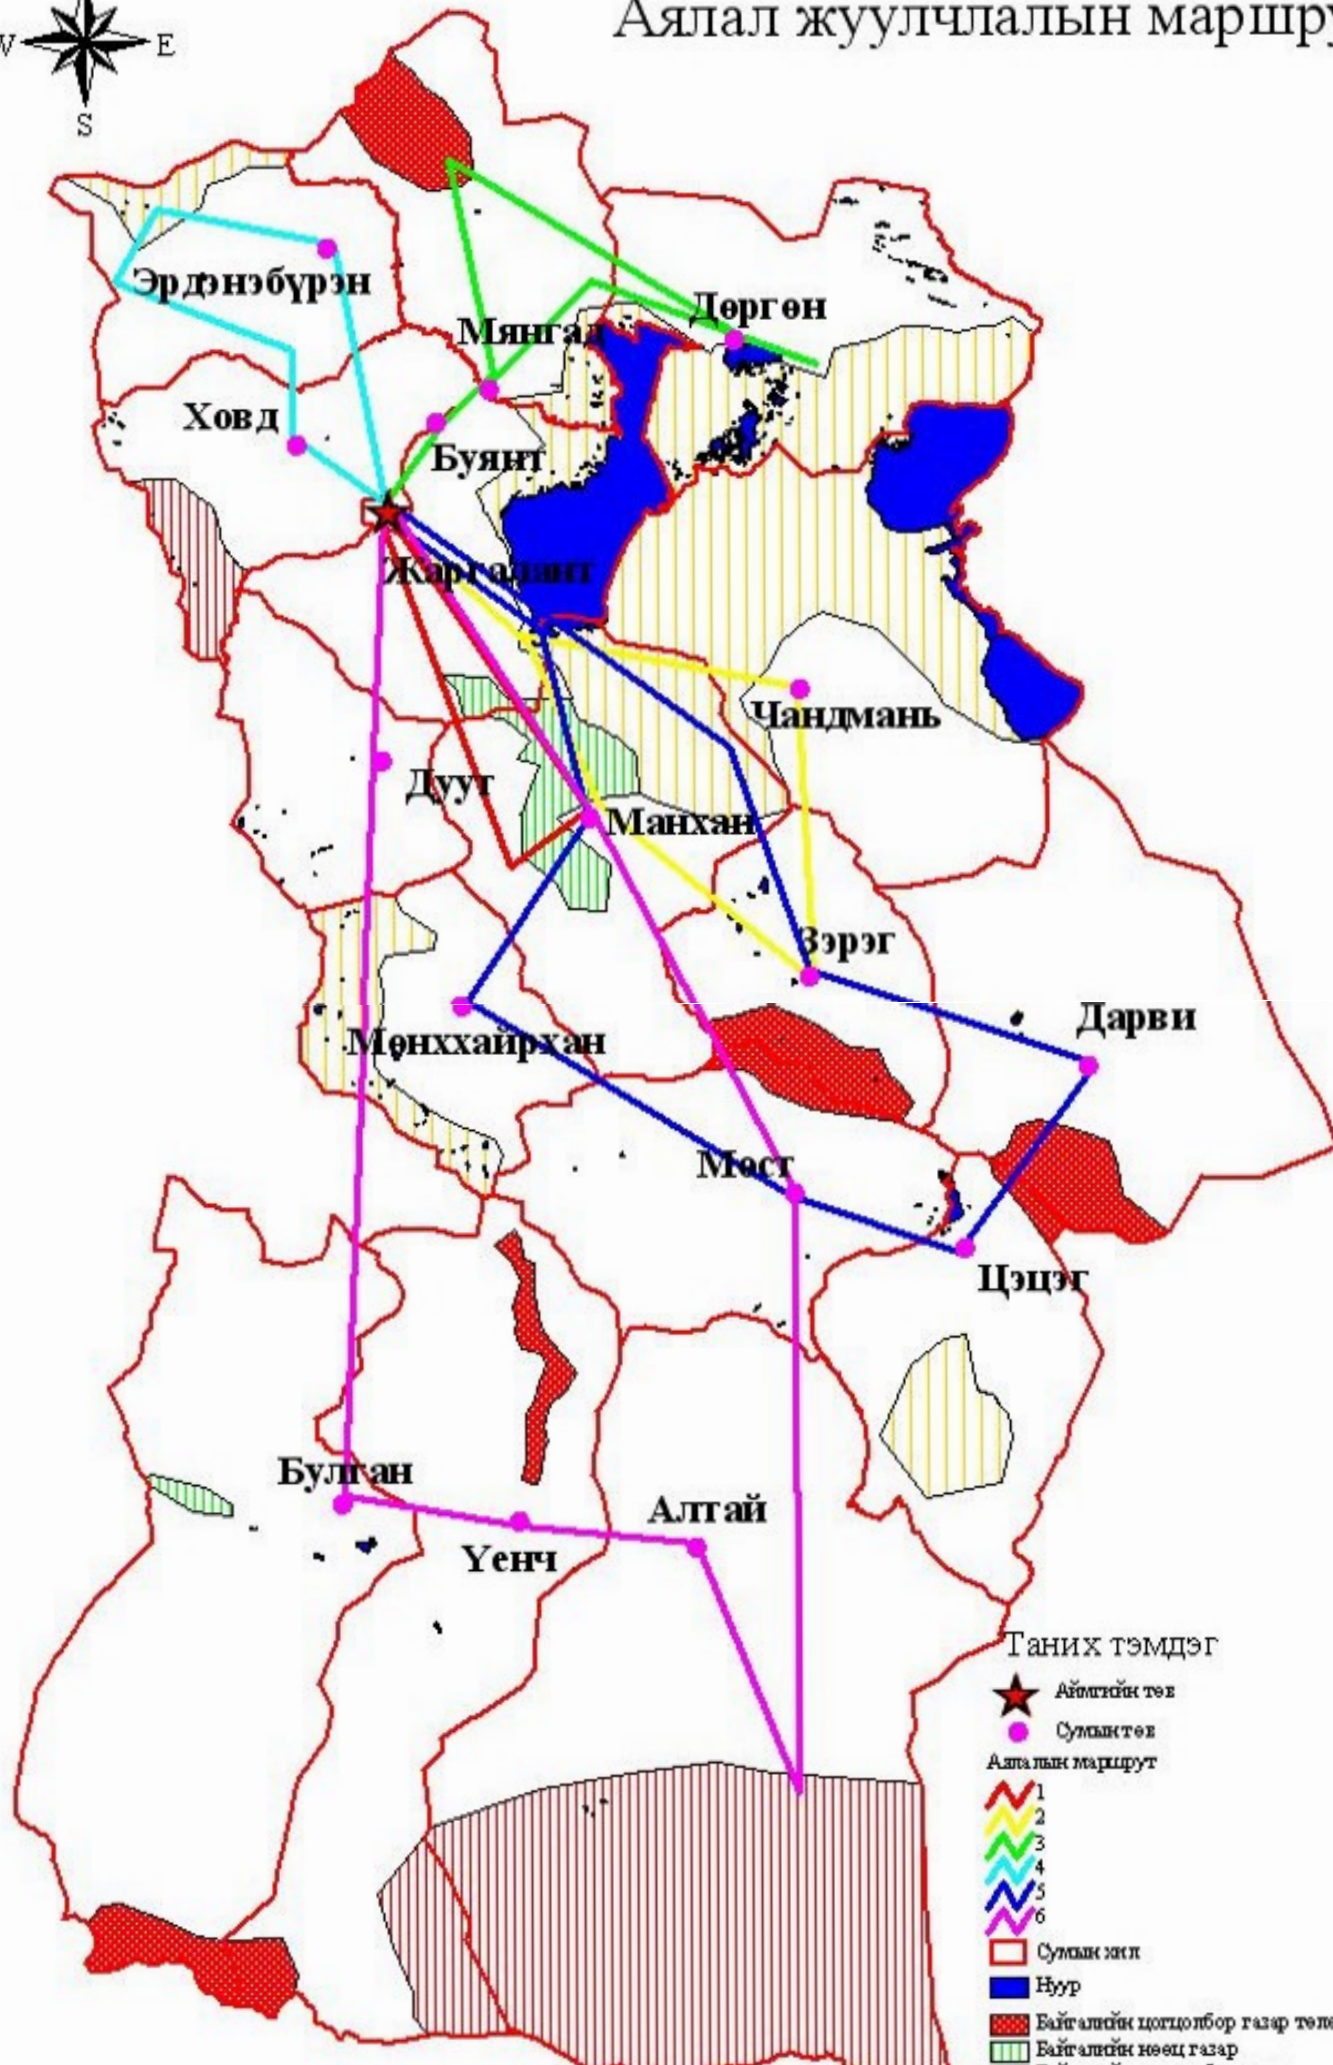 Аялал жуулчлалын
W
E
S
Эрдэнэбүрэн
Дөргөн
Мянгад
Ховд
Буянт
Жаргалант
Чандмань
Дуут
Манхан
Зэрэг
Дарви
Мөнххайрхан
Мөст
Цэцэг
Булган
Алтай
Үенч
Таних тэмдэг
Аймгийн төв
Сумын төв
Аялалын маршрут
1
2
3
4
5
6
Сумын хил
Нуур
Байгалийн цогцолбор газар
Байгалийн нөөц газар